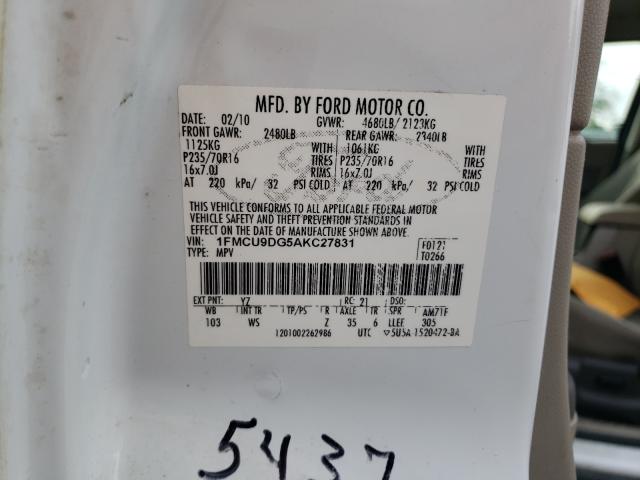 MFD. BY FORD MOTOR CO.
DATE: 02/10 GVWR: 4680LB/ 2123KG
FRONT GAWR: 2480LB REAR GAWR: 2340LB
1125KG WITH 1061KG WITH
P235/70R16 TIRES P235/70R16 TIRES
16x7.0J RIMS 16x7.0J RIMS
AT 220 kPa/ 32 PSI COLD AT 220 kPa/ 32 PSI COLD
THIS VEHICLE CONFORMS TO ALL APPLICABLE FEDERAL MOTOR
VEHICLE SAFETY AND THEFT PREVENTION STANDARDS IN
EFFECT ON THE DATE OF MANUFACTURE SHOWN ABOVE.
VIN: 1FMCU9DG5AKC27831 F0121
TYPE: MPV T0266
EXT PNT: YZ RC: 21 DSO:
WB INT TR TP/PS R AXLE TR SPR AM7TF
103 WS Z 35 6 LLEF 305
1201002262986 UTC 5U5A 1520472-BA
5437